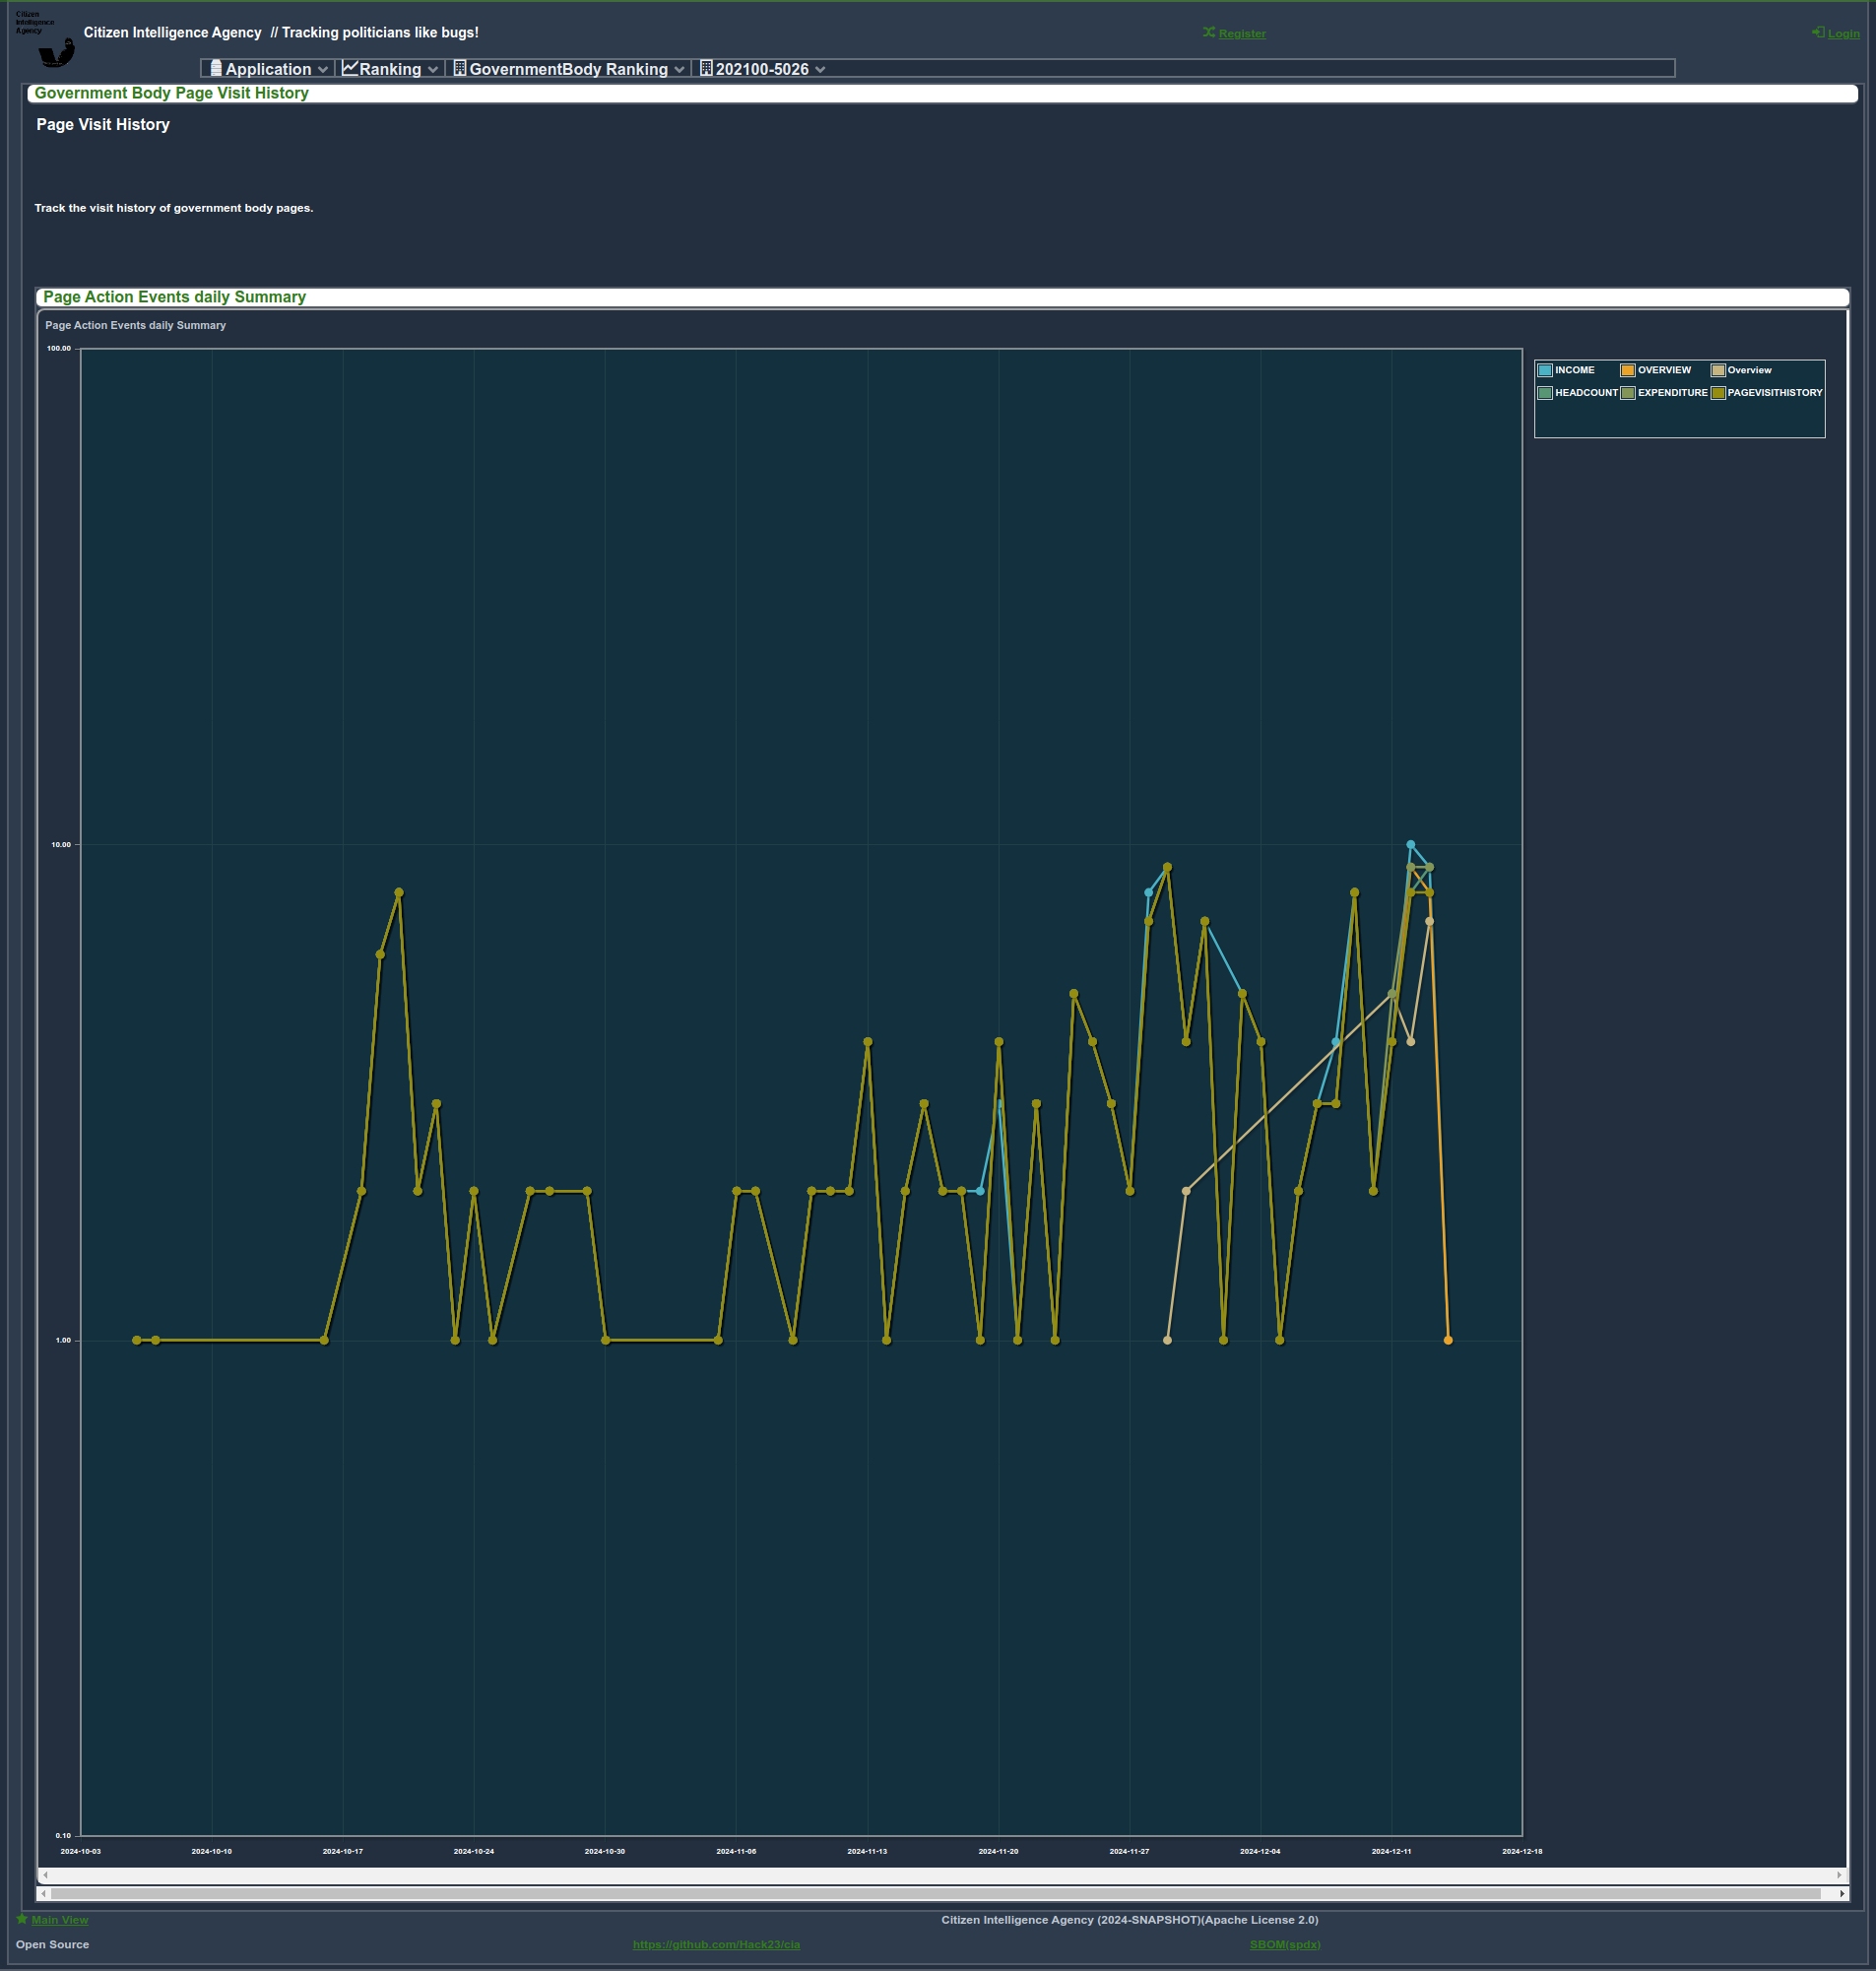 Citizen
Intelligence
Agency
Citizen Intelligence Agency // Tracking politicians like bugs!
Register
Login
Application
Ranking
GovernmentBody Ranking
202100-5026
Government Body Page Visit History
Page Visit History
Track the visit history of government body pages.
Page Action Events daily Summary
Page Action Events daily Summary
100.00
INCOME OVERVIEW Overview
HEADCOUNT EXPENDITURE PAGEVISITHISTORY
10.00
1.00
0.10
2024-10-03 2024-10-10 2024-10-17 2024-10-24 2024-10-30 2024-11-06 2024-11-13 2024-11-20 2024-11-27 2024-12-04 2024-12-11 2024-12-18
Main View
Citizen Intelligence Agency (2024-SNAPSHOT)(Apache License 2.0)
Open Source
https://github.com/Hack23/cia
SBOM(spdx)